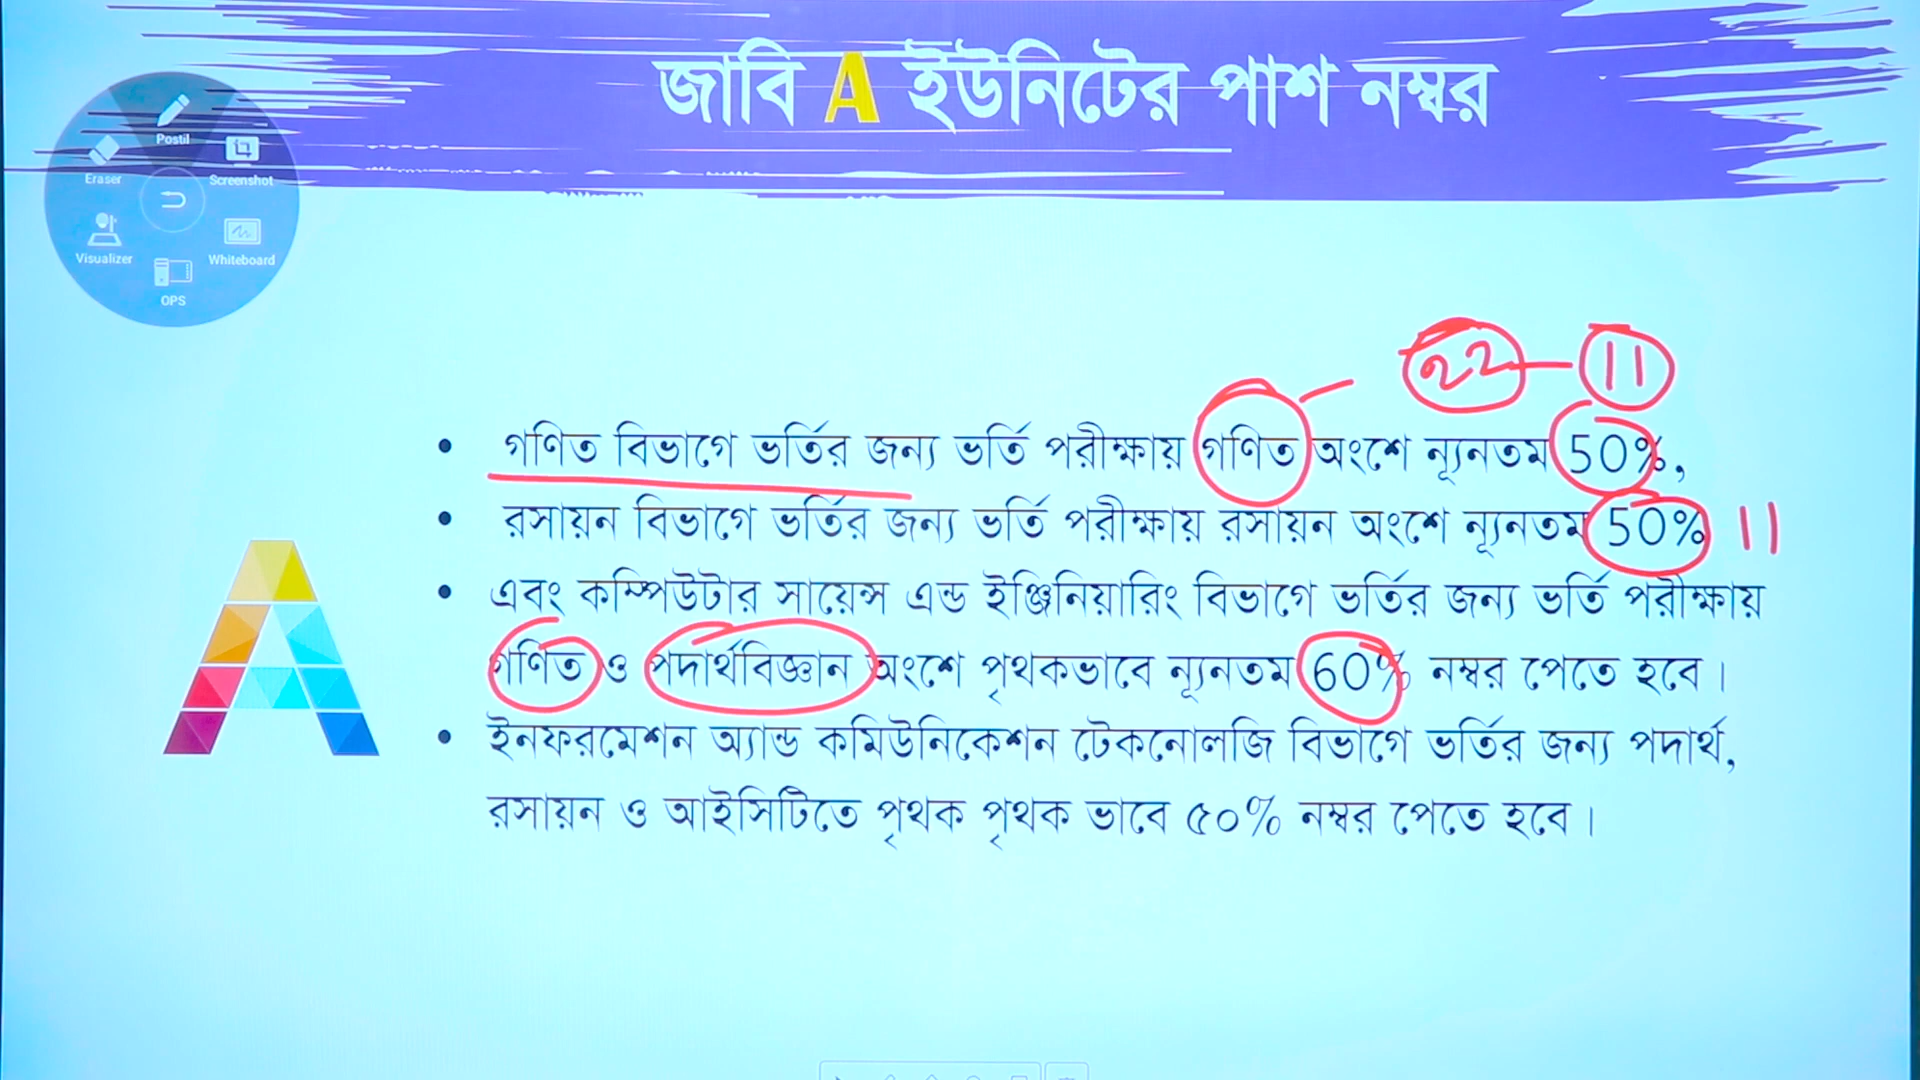 জাবি A ইউনিটের পাশ নম্বর
Postil
Eraser
Screenshot
Visualizer
Whiteboard
OPS
২২ — 11
• গণিত বিভাগে ভর্তির জন্য ভর্তি পরীক্ষায় গণিত অংশে ন্যূনতম 50%,
• রসায়ন বিভাগে ভর্তির জন্য ভর্তি পরীক্ষায় রসায়ন অংশে ন্যূনতম 50% 11
• এবং কম্পিউটার সায়েন্স এন্ড ইঞ্জিনিয়ারিং বিভাগে ভর্তির জন্য ভর্তি পরীক্ষায়
গণিত ও পদার্থবিজ্ঞান অংশে পৃথকভাবে ন্যূনতম 60% নম্বর পেতে হবে।
• ইনফরমেশন অ্যান্ড কমিউনিকেশন টেকনোলজি বিভাগে ভর্তির জন্য পদার্থ,
রসায়ন ও আইসিটিতে পৃথক পৃথক ভাবে ৫০% নম্বর পেতে হবে।